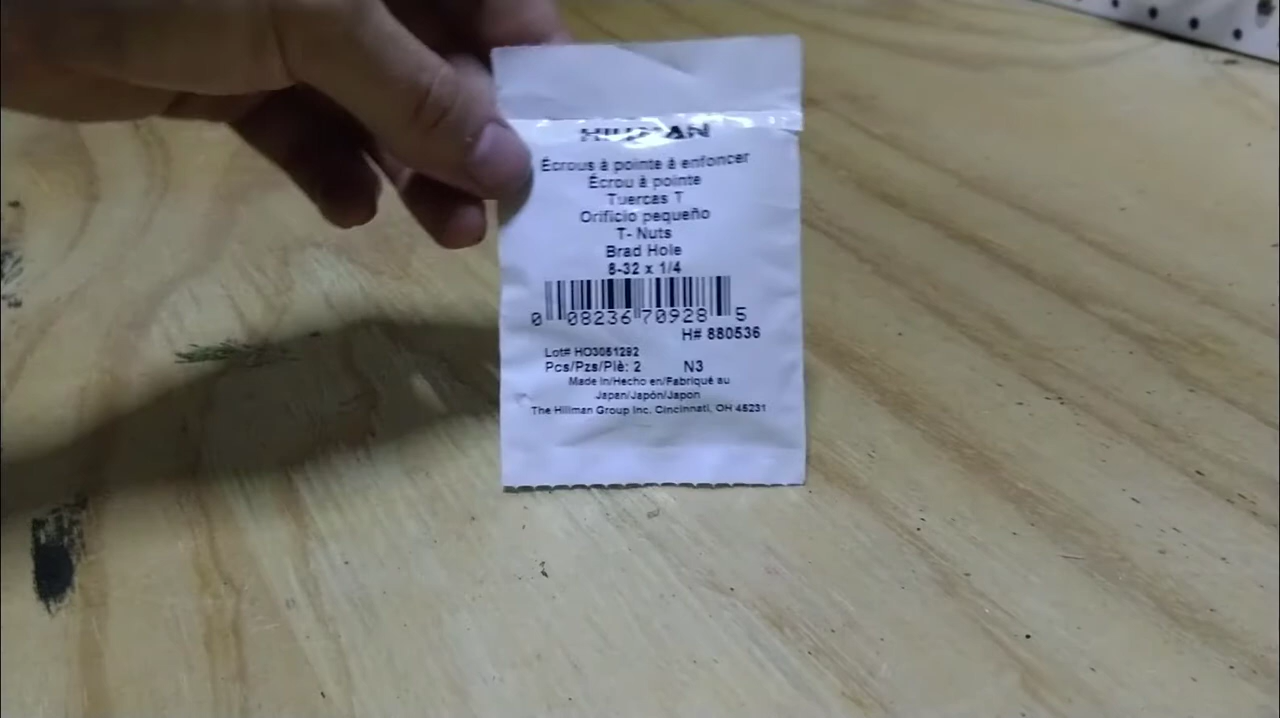 HILLMAN
Écrous à pointe à enfoncer
Écrou à pointe
Tuercas T
Orificio pequeño
T- Nuts
Brad Hole
8-32 x 1/4
0 08236 70928 5
H# 880536
Lot# HO3051292
Pcs/Pzs/Piè: 2 N3
Made in/Hecho en/Fabriqué au
Japan/Japón/Japon
The Hillman Group Inc. Cincinnati, OH 45231